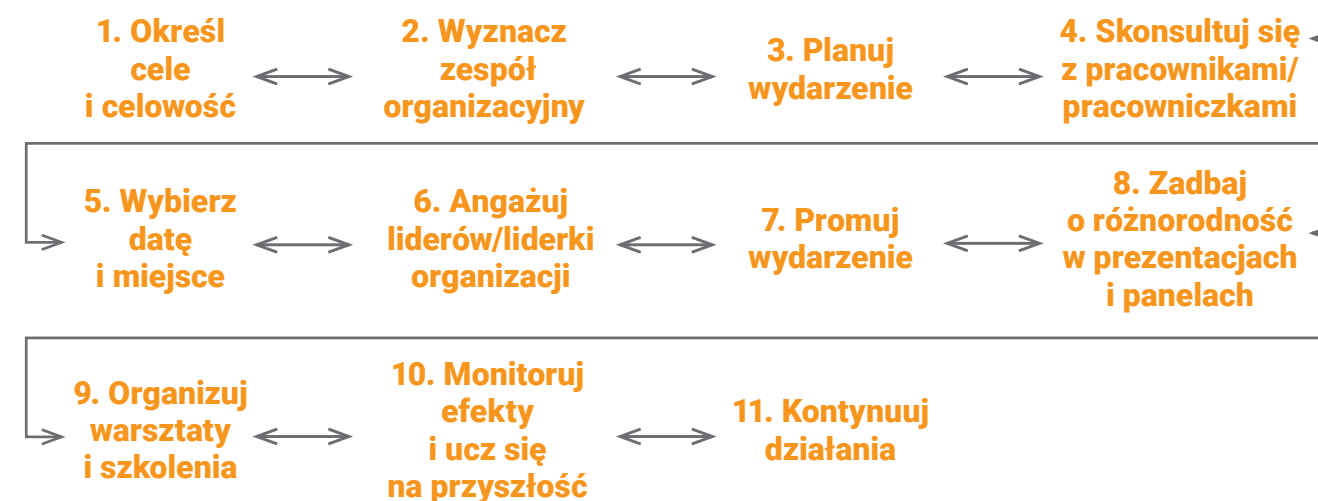 1. Określ
cele
i celowość
2. Wyznacz
zespół
organizacyjny
3. Planuj
wydarzenie
4. Skonsultuj się
z pracownikami/
pracowniczkami
5. Wybierz
datę
i miejsce
6. Angażuj
liderów/liderki
organizacji
7. Promuj
wydarzenie
8. Zadbaj
o różnorodność
w prezentacjach
i panelach
9. Organizuj
warsztaty
i szkolenia
10. Monitoruj
efekty
i ucz się
na przyszłość
11. Kontynuuj
działania